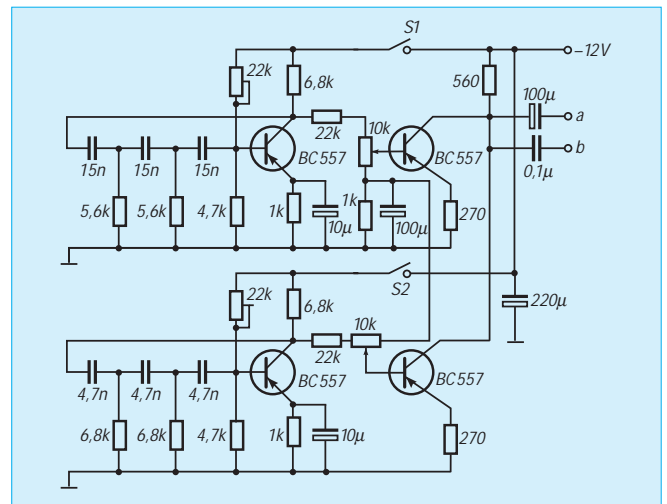 S1
−12V
22k
6,8k
560
100µ
a
22k
10k
15n
15n
15n
BC557
BC557
0,1µ
b
5,6k
5,6k
4,7k
1k
10µ
1k
100µ
270
22k
6,8k
S2
220µ
22k
10k
4,7n
4,7n
4,7n
BC557
BC557
6,8k
6,8k
4,7k
1k
10µ
270